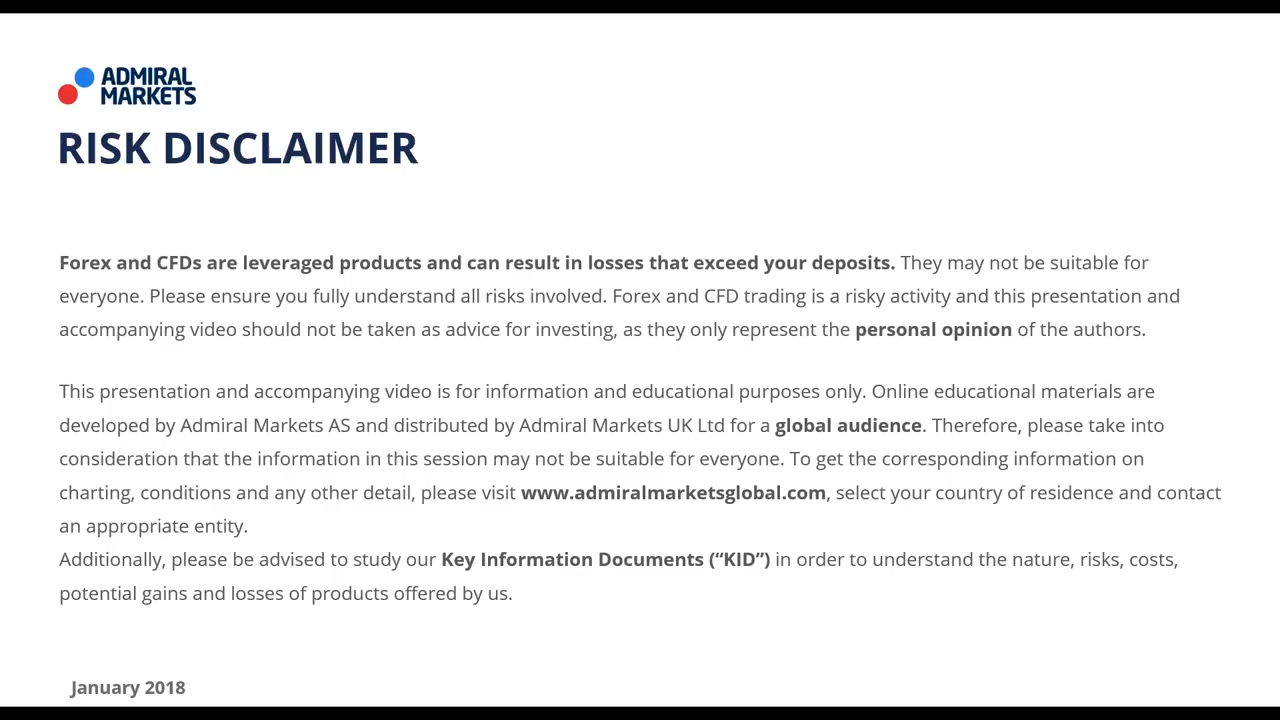 ADMIRAL
MARKETS
RISK DISCLAIMER
Forex and CFDs are leveraged products and can result in losses that exceed your deposits. They may not be suitable for
everyone. Please ensure you fully understand all risks involved. Forex and CFD trading is a risky activity and this presentation and
accompanying video should not be taken as advice for investing, as they only represent the personal opinion of the authors.
This presentation and accompanying video is for information and educational purposes only. Online educational materials are
developed by Admiral Markets AS and distributed by Admiral Markets UK Ltd for a global audience. Therefore, please take into
consideration that the information in this session may not be suitable for everyone. To get the corresponding information on
charting, conditions and any other detail, please visit www.admiralmarketsglobal.com, select your country of residence and contact
an appropriate entity.
Additionally, please be advised to study our Key Information Documents (“KID”) in order to understand the nature, risks, costs,
potential gains and losses of products offered by us.
January 2018